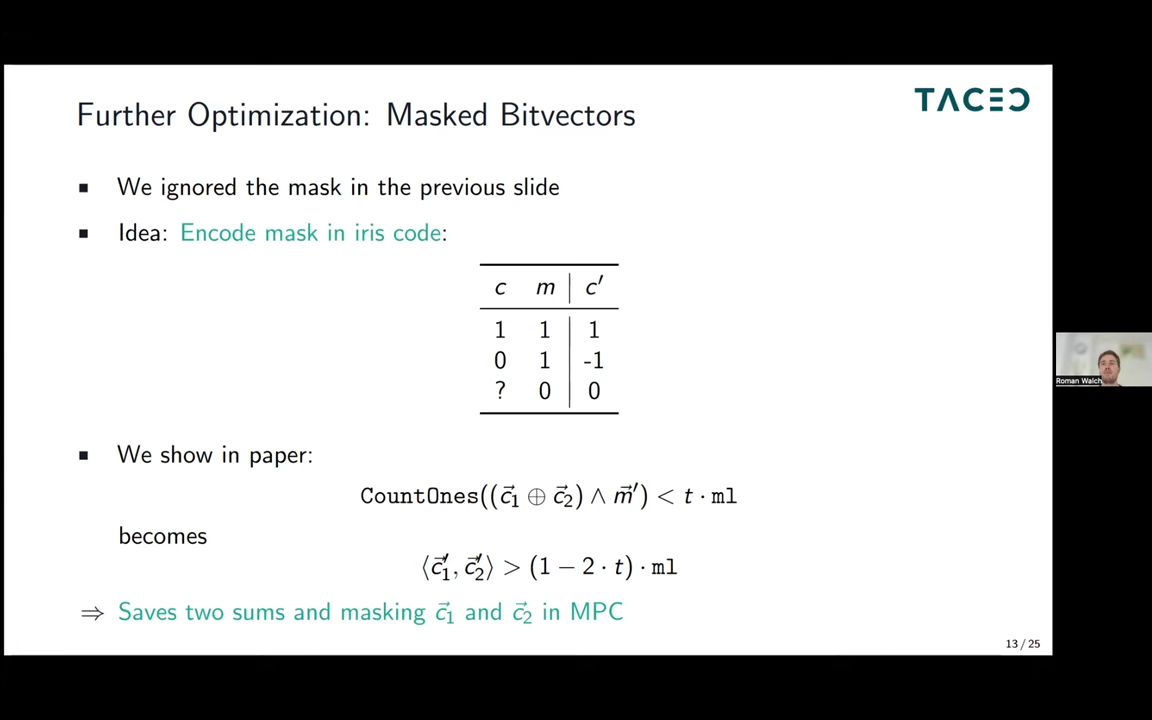 TACEO
Further Optimization: Masked Bitvectors
▪ We ignored the mask in the previous slide
▪ Idea: Encode mask in iris code:
c m c′
1 1 1
0 1 -1
? 0 0
▪ We show in paper:
CountOnes((c⃗₁ ⊕ c⃗₂) ∧ m⃗′) < t · ml
becomes
⟨c⃗₁′, c⃗₂′⟩ > (1 − 2 · t) · ml
⇒ Saves two sums and masking c⃗₁ and c⃗₂ in MPC
13 / 25
Roman Walch